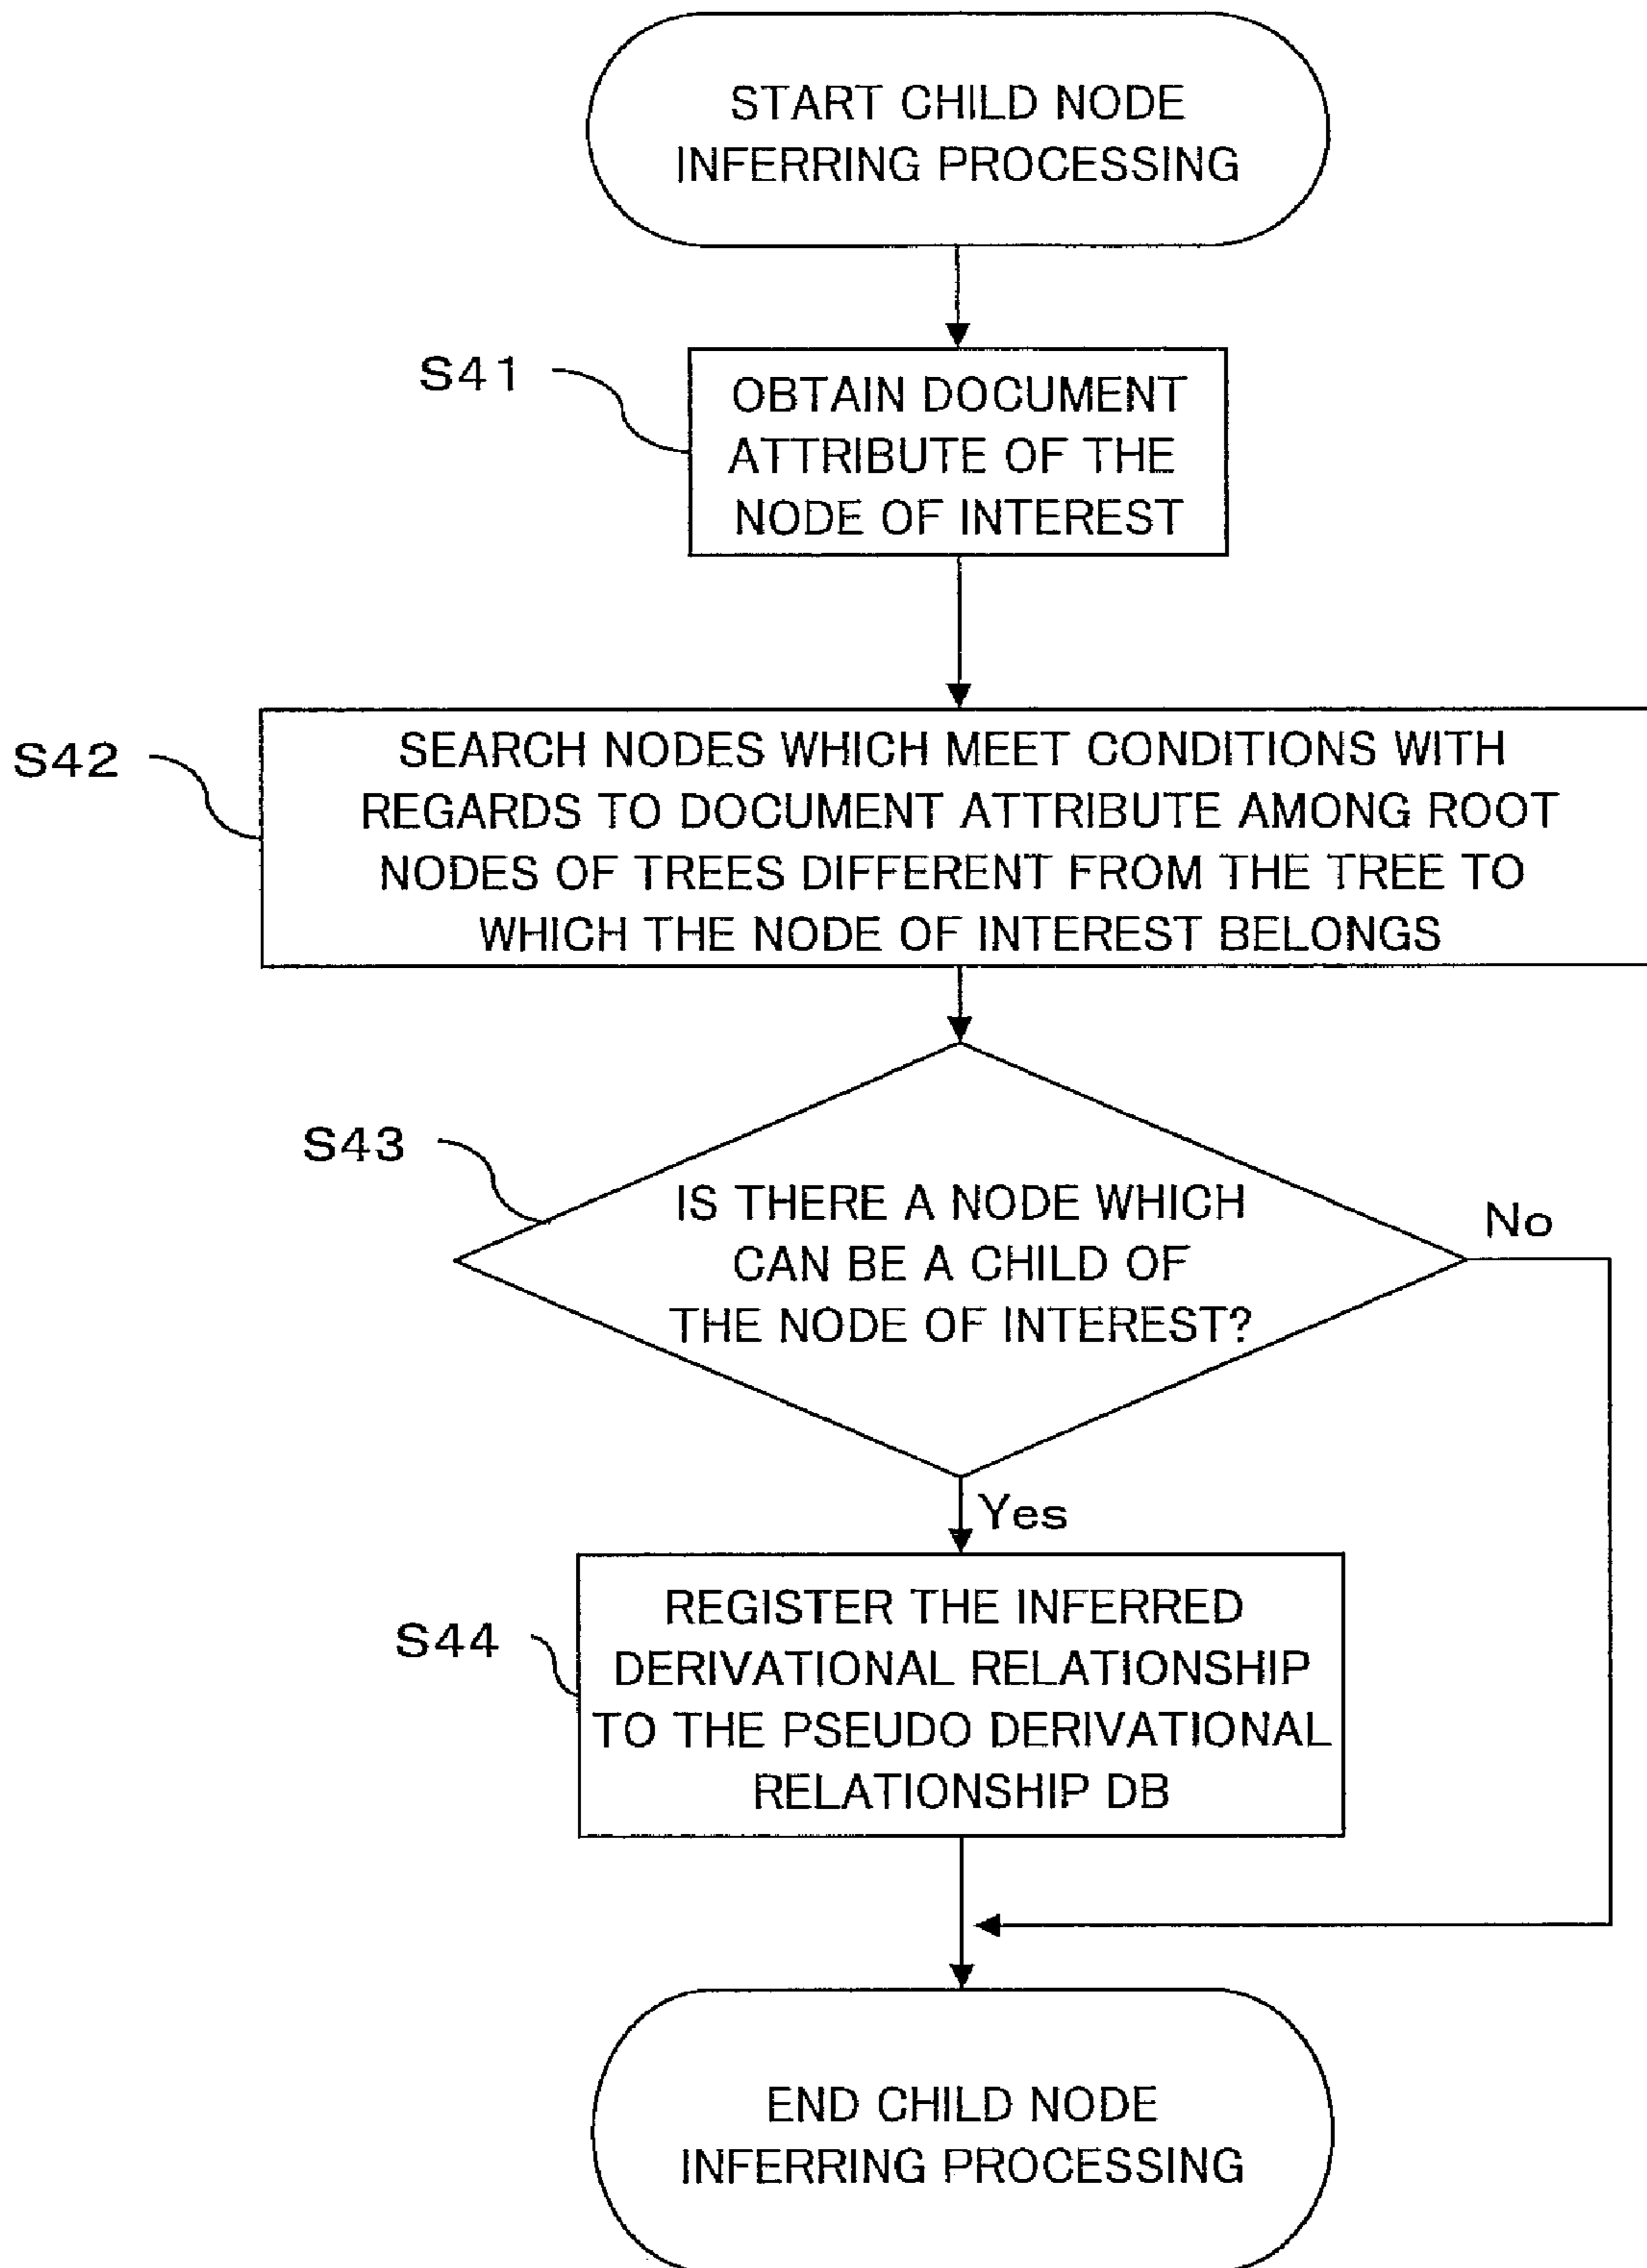 START CHILD NODE
INFERRING PROCESSING
S41
OBTAIN DOCUMENT
ATTRIBUTE OF THE
NODE OF INTEREST
S42
SEARCH NODES WHICH MEET CONDITIONS WITH
REGARDS TO DOCUMENT ATTRIBUTE AMONG ROOT
NODES OF TREES DIFFERENT FROM THE TREE TO
WHICH THE NODE OF INTEREST BELONGS
S43
IS THERE A NODE WHICH
CAN BE A CHILD OF
THE NODE OF INTEREST?
No
Yes
S44
REGISTER THE INFERRED
DERIVATIONAL RELATIONSHIP
TO THE PSEUDO DERIVATIONAL
RELATIONSHIP DB
END CHILD NODE
INFERRING PROCESSING